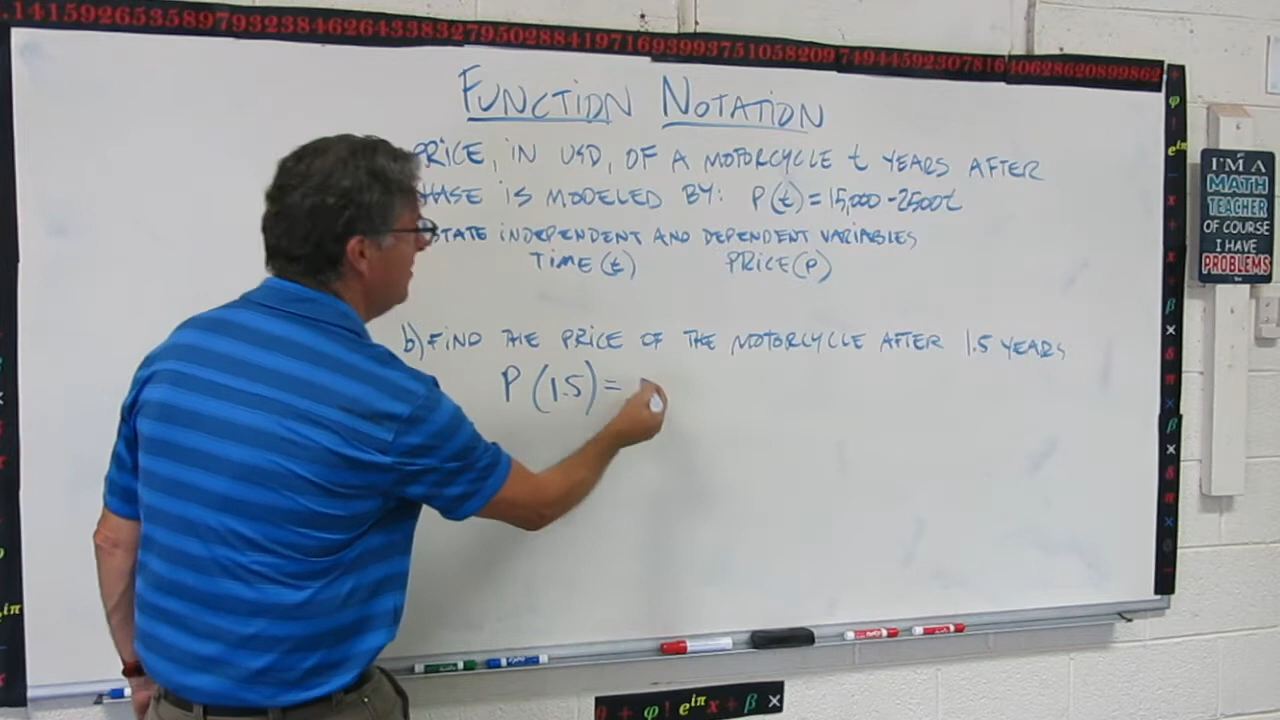 .14159265358979323846264338327950288419716939937510582097494459230781640628620899862
FUNCTION NOTATION
PRICE, IN USD, OF A MOTORCYCLE t YEARS AFTER
IS MODELED BY: P(t) = 15,000 - 2500t
STATE INDEPENDENT AND DEPENDENT VARIABLES
TIME (t) PRICE (P)
b) FIND THE PRICE OF THE MOTORCYCLE AFTER 1.5 YEARS
P(1.5) =
I'M A
MATH
TEACHER
OF COURSE
I HAVE
PROBLEMS
φ ! e^iπ x + β ×